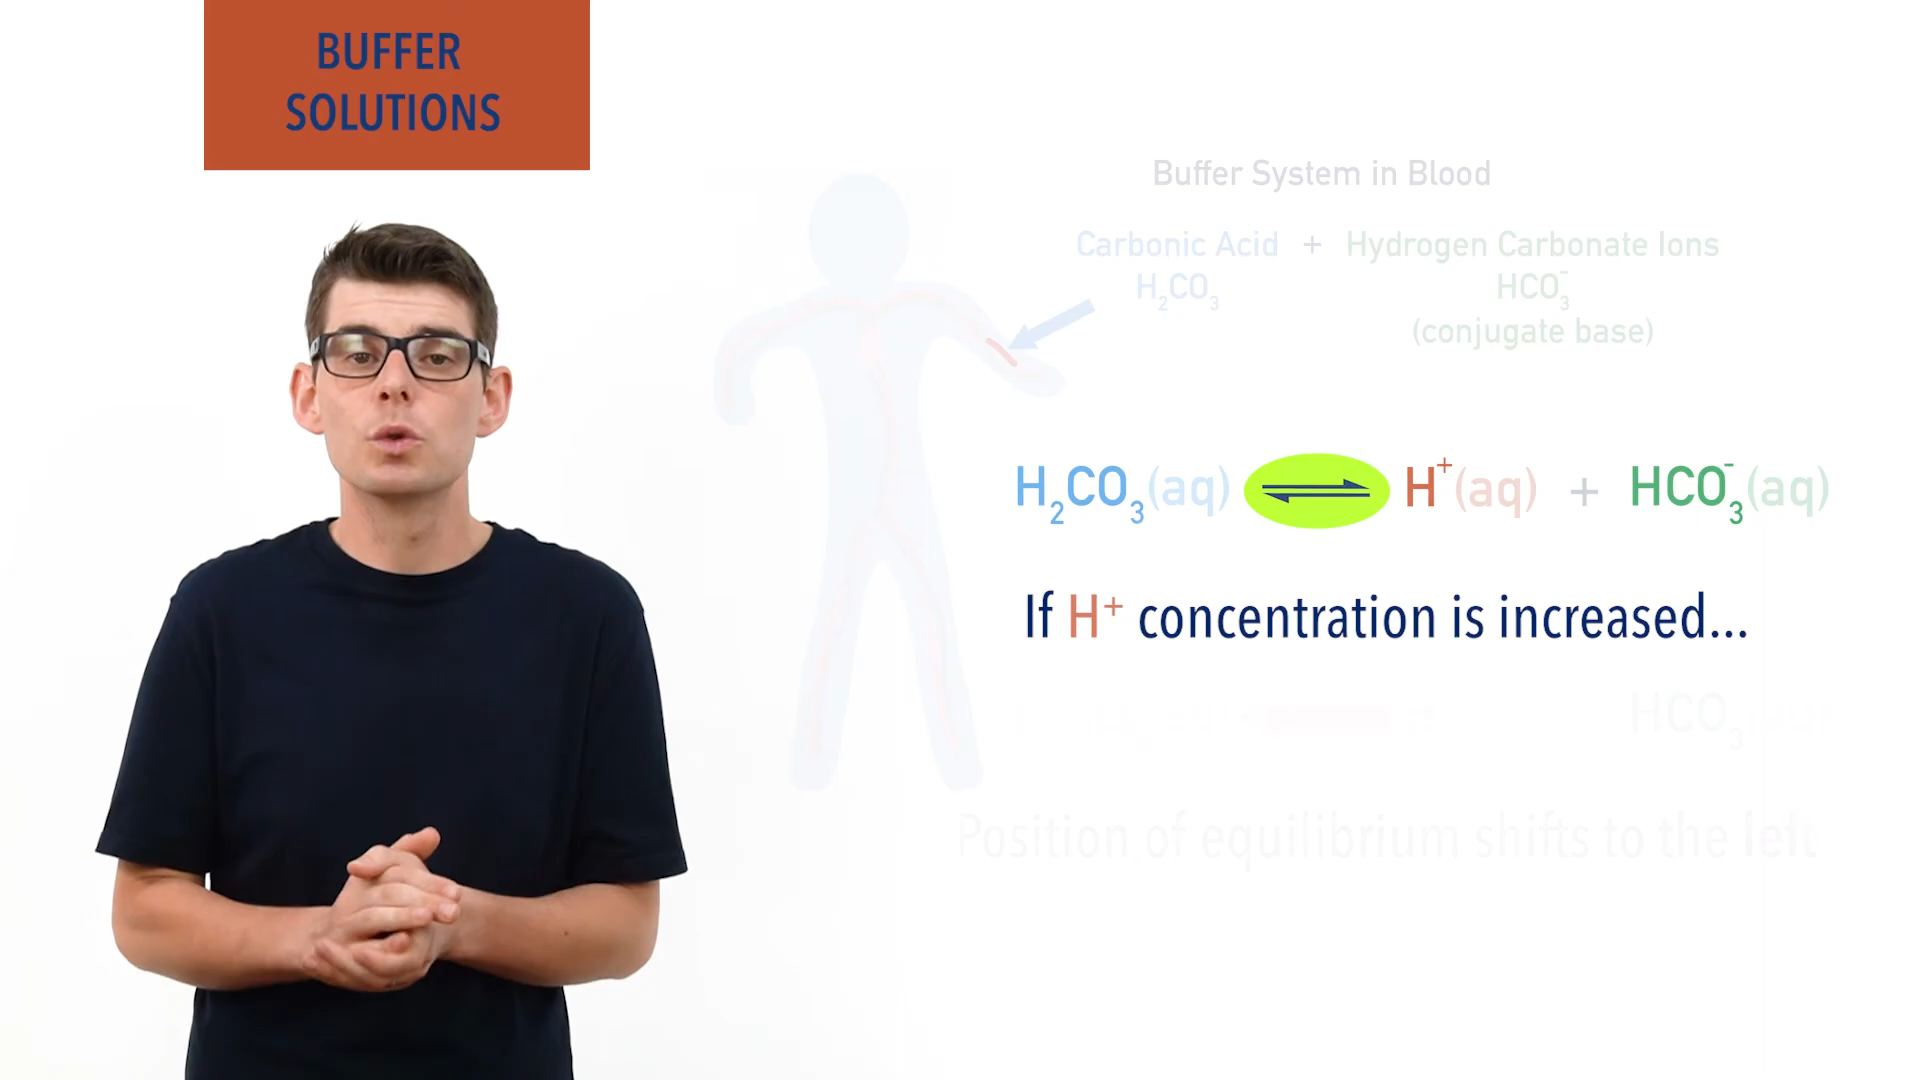 BUFFER
SOLUTIONS
Buffer System in Blood
Carbonic Acid + Hydrogen Carbonate Ions
H₂CO₃ HCO₃⁻
(conjugate base)
H₂CO₃(aq) ⇌ H⁺(aq) + HCO₃⁻(aq)
If H⁺ concentration is increased...
HCO₃
Position of equilibrium shifts to the left